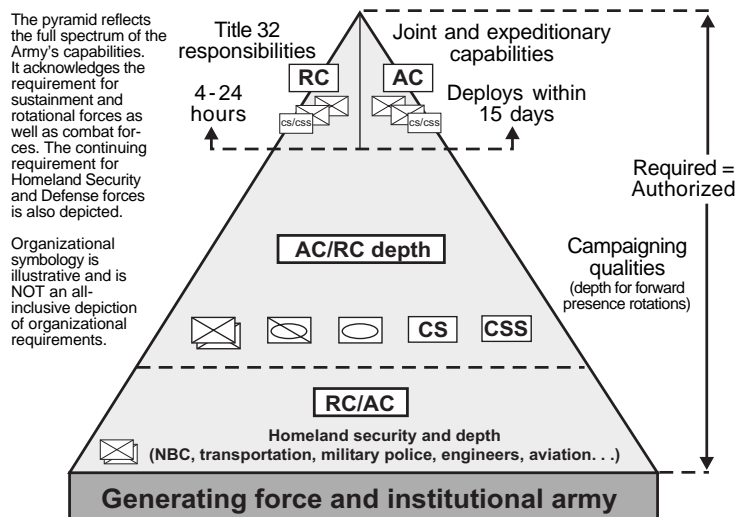 The pyramid reflects
the full spectrum of the
Army's capabilities.
It acknowledges the
requirement for
sustainment and
rotational forces as
well as combat for-
ces. The continuing
requirement for
Homeland Security
and Defense forces
is also depicted.
Organizational
symbology is
illustrative and is
NOT an all-
inclusive depiction
of organizational
requirements.
Title 32
responsibilities
RC
4-24
hours
cs/css
Joint and expeditionary
capabilities
AC
Deploys within
15 days
cs/css
Required =
Authorized
AC/RC depth
Campaigning
qualities
(depth for forward
presence rotations)
CS
CSS
RC/AC
Homeland security and depth
(NBC, transportation, military police, engineers, aviation. . .)
Generating force and institutional army